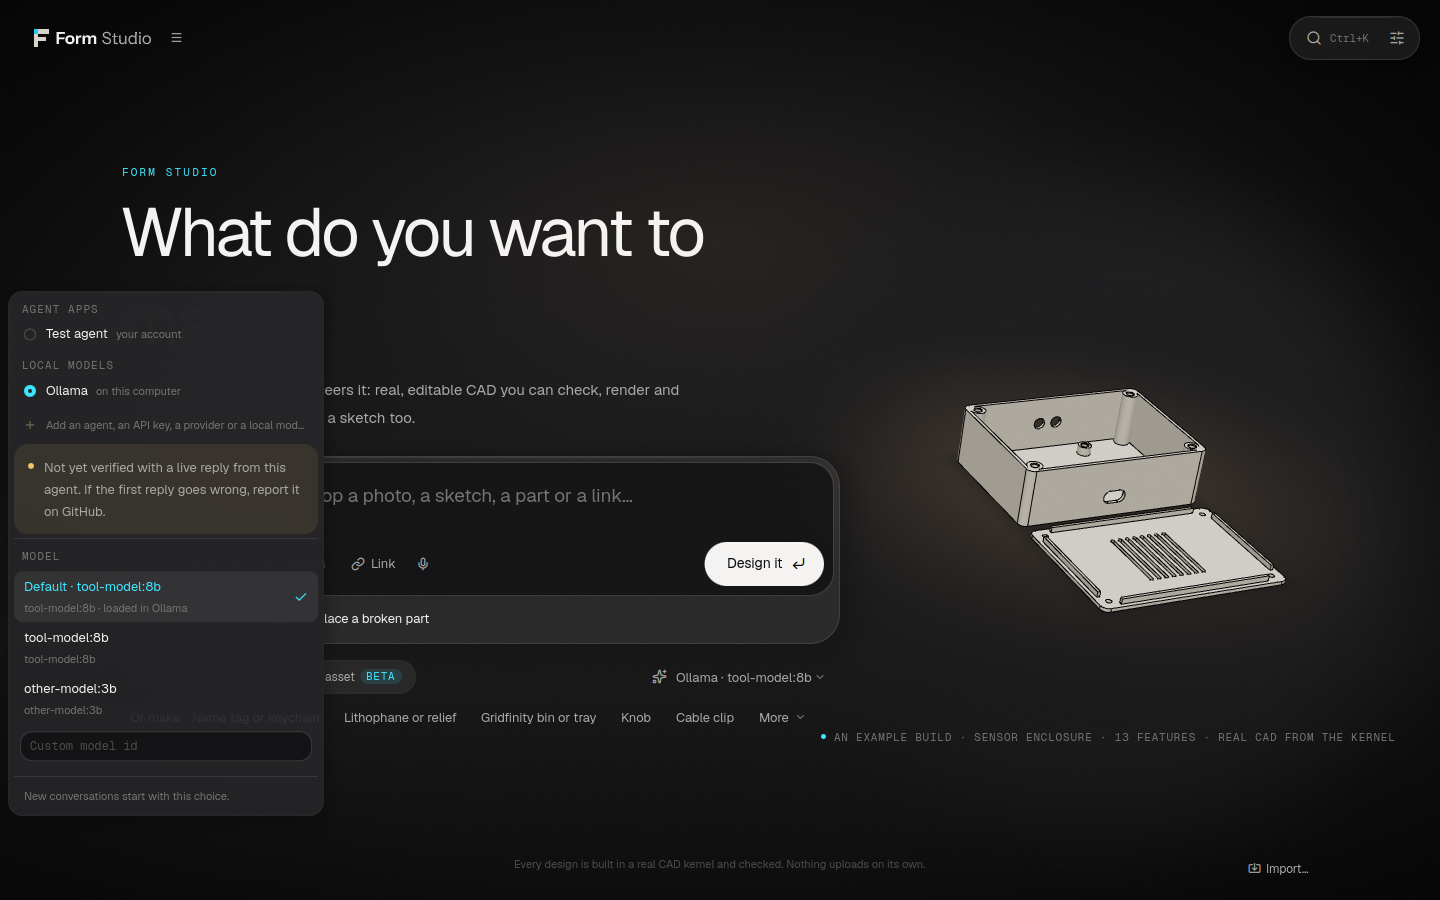 Form Studio
Ctrl+K
FORM STUDIO
What do you want to
make?
AGENT APPS
Test agent your account
LOCAL MODELS
Ollama on this computer
Add an agent, an API key, a provider or a local mod...
Not yet verified with a live reply from this
agent. If the first reply goes wrong, report it
on GitHub.
MODEL
Default · tool-model:8b
tool-model:8b · loaded in Ollama
tool-model:8b
tool-model:8b
other-model:3b
other-model:3b
Custom model id
New conversations start with this choice.
eers it: real, editable CAD you can check, render and
a sketch too.
op a photo, a sketch, a part or a link...
Link
Design it
lace a broken part
asset BETA
Ollama · tool-model:8b
Or make Name tag or keychain Lithophane or relief Gridfinity bin or tray Knob Cable clip More
AN EXAMPLE BUILD · SENSOR ENCLOSURE · 13 FEATURES · REAL CAD FROM THE KERNEL
Every design is built in a real CAD kernel and checked. Nothing uploads on its own.
Import...